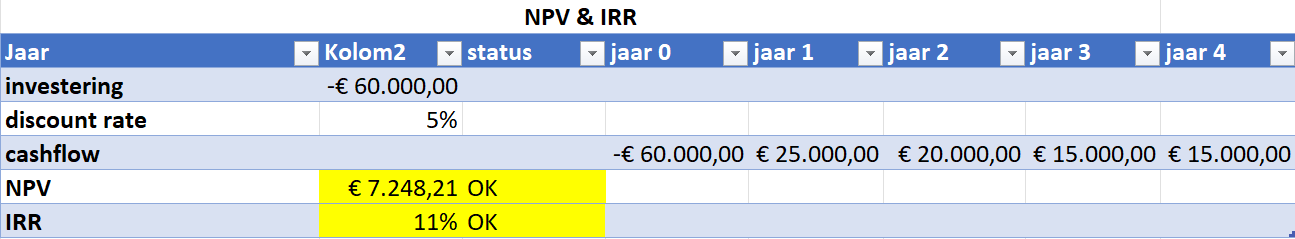 NPV & IRR
Jaar Kolom2 status jaar 0 jaar 1 jaar 2 jaar 3 jaar 4
investering -€ 60.000,00
discount rate 5%
cashflow -€ 60.000,00 € 25.000,00 € 20.000,00 € 15.000,00 € 15.000,00
NPV € 7.248,21 OK
IRR 11% OK